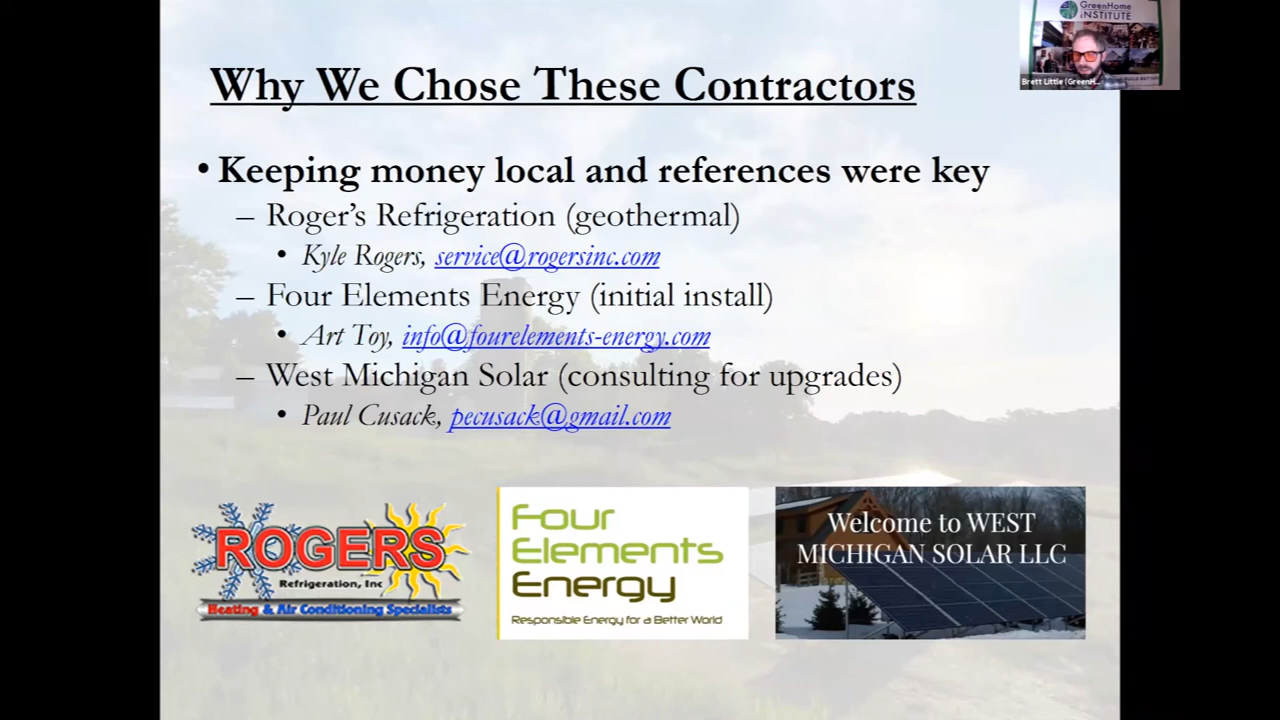 GreenHome
INSTITUTE
Brett Little (GreenH...
Why We Chose These Contractors
• Keeping money local and references were key
– Roger’s Refrigeration (geothermal)
• Kyle Rogers, service@rogersinc.com
– Four Elements Energy (initial install)
• Art Toy, info@fourelements-energy.com
– West Michigan Solar (consulting for upgrades)
• Paul Cusack, pecusack@gmail.com
ROGERS
Refrigeration, Inc
Heating & Air Conditioning Specialists
Four
Elements
Energy
Responsible Energy for a Better World
Welcome to WEST
MICHIGAN SOLAR LLC